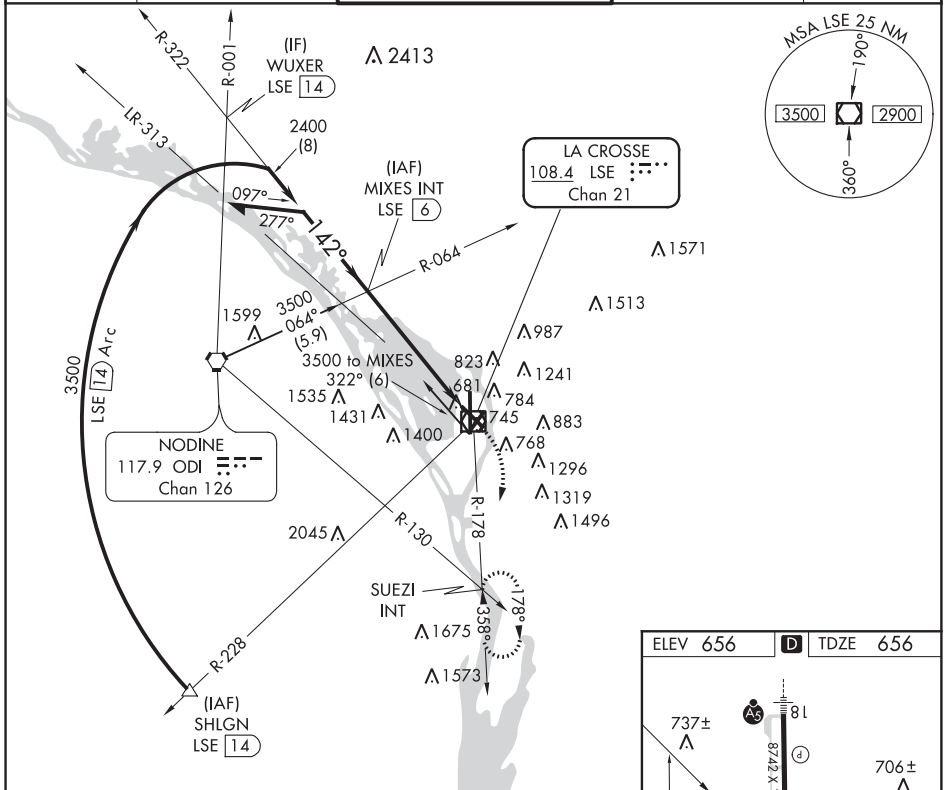 MSA LSE 25 NM
190°
3500
2900
360°
R-322
R-001
(IF)
WUXER
LSE 14
2413
LR-313
2400
(8)
(IAF)
MIXES INT
LSE 6
LA CROSSE
108.4 LSE
Chan 21
097°
277°
142°
R-064
1571
1513
3500
064°
(5.9)
1599
987
3500 to MIXES
322° (6)
823
1241
681
784
1535
1431
1400
745
883
768
3500
LSE 14 Arc
NODINE
117.9 ODI
Chan 126
1296
1319
1496
R-178
2045
R-130
SUEZI
INT
358°
178°
1675
1573
R-228
(IAF)
SHLGN
LSE 14
ELEV 656
D
TDZE 656
A5
18
737±
8742 X
P
706±